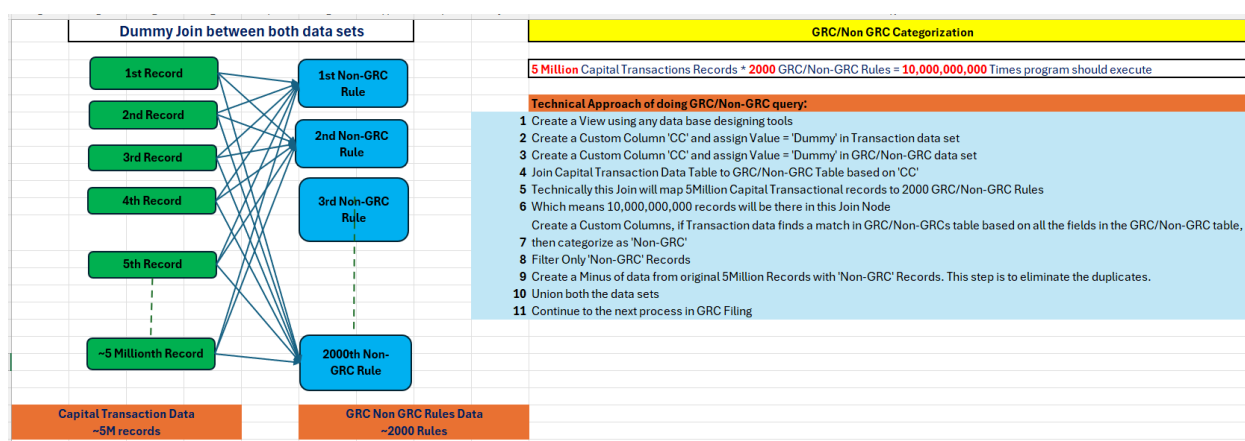 Dummy Join between both data sets
1st Record
2nd Record
3rd Record
4th Record
5th Record
~5 Millionth Record
1st Non-GRC
Rule
2nd Non-GRC
Rule
3rd Non-GRC
Rule
2000th Non-
GRC Rule
Capital Transaction Data
~5M records
GRC Non GRC Rules Data
~2000 Rules
GRC/Non GRC Categorization
5 Million Capital Transactions Records * 2000 GRC/Non-GRC Rules = 10,000,000,000 Times program should execute
Technical Approach of doing GRC/Non-GRC query:
1 Create a View using any data base designing tools
2 Create a Custom Column 'CC' and assign Value = 'Dummy' in Transaction data set
3 Create a Custom Column 'CC' and assign Value = 'Dummy' in GRC/Non-GRC data set
4 Join Capital Transaction Data Table to GRC/Non-GRC Table based on 'CC'
5 Technically this Join will map 5Million Capital Transactional records to 2000 GRC/Non-GRC Rules
6 Which means 10,000,000,000 records will be there in this Join Node
Create a Custom Columns, if Transaction data finds a match in GRC/Non-GRCs table based on all the fields in the GRC/Non-GRC table,
7 then categorize as 'Non-GRC'
8 Filter Only 'Non-GRC' Records
9 Create a Minus of data from original 5Million Records with 'Non-GRC' Records. This step is to eliminate the duplicates.
10 Union both the data sets
11 Continue to the next process in GRC Filing